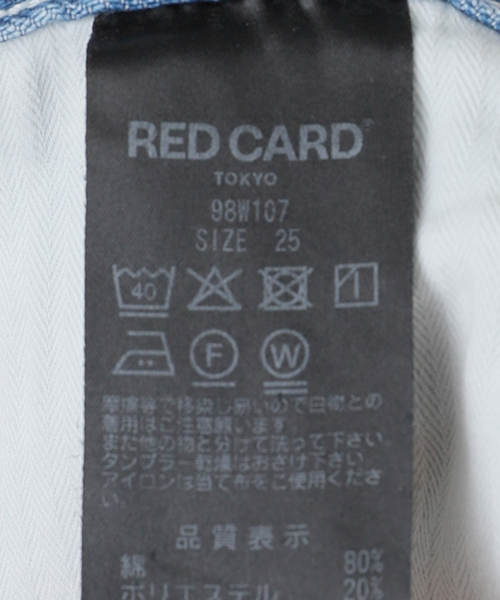 RED CARD
TOKYO
98W107
SIZE 25
40
F W
摩擦等で移染し易いので白物との
着用はご注意願います。
また他の物と分けて洗って下さい。
タンブラー乾燥はおさけ下さい。
アイロンは当て布をご使用くださ
い。
品質表示
綿 80%
ポリエステル 20%